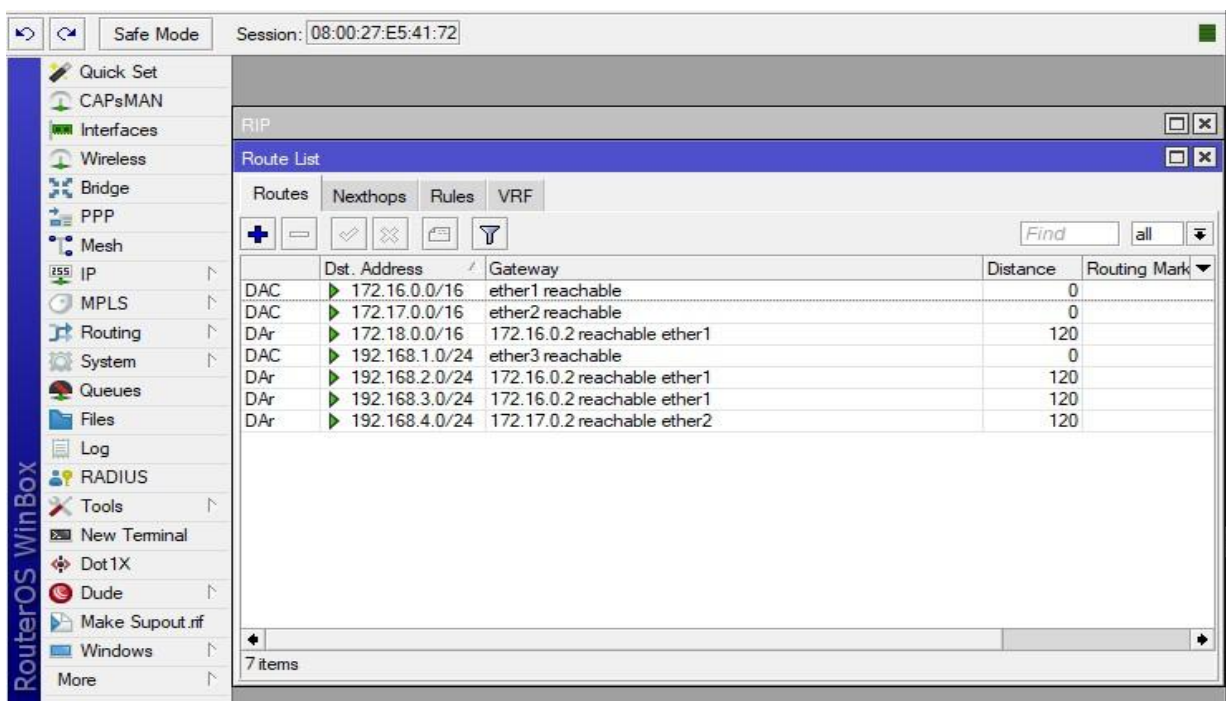 Safe Mode Session: 08:00:27:E5:41:72
RouterOS WinBox
Quick Set
CAPsMAN
Interfaces
Wireless
Bridge
PPP
Mesh
255 IP
MPLS
Routing
System
Queues
Files
Log
RADIUS
Tools
New Terminal
Dot1X
Dude
Make Supout.rif
Windows
More
RIP
Route List
Routes Nexthops Rules VRF
Find all
Dst. Address Gateway Distance Routing Mark
DAC 172.16.0.0/16 ether1 reachable 0
DAC 172.17.0.0/16 ether2 reachable 0
DAr 172.18.0.0/16 172.16.0.2 reachable ether1 120
DAC 192.168.1.0/24 ether3 reachable 0
DAr 192.168.2.0/24 172.16.0.2 reachable ether1 120
DAr 192.168.3.0/24 172.16.0.2 reachable ether1 120
DAr 192.168.4.0/24 172.17.0.2 reachable ether2 120
7 items